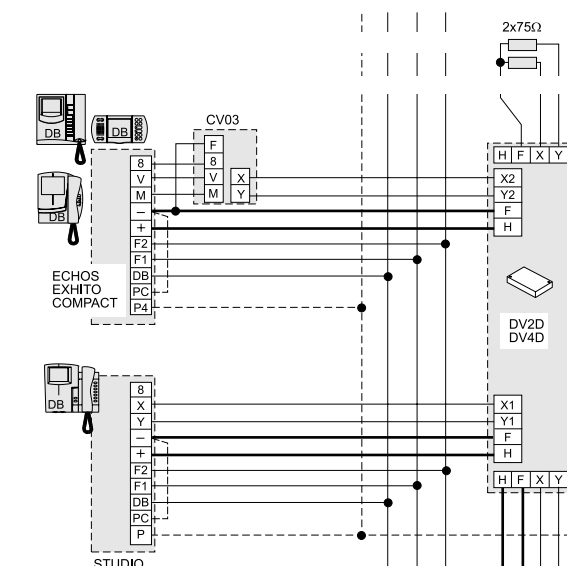 2x75Ω
DB
DB
CV03
F
8
V
M
X
Y
H F X Y
8
V
M
–
+
F2
F1
DB
PC
P4
X2
Y2
F
H
DB
ECHOS
EXHITO
COMPACT
DV2D
DV4D
DB
8
X
Y
–
+
F2
F1
DB
PC
P
X1
Y1
F
H
H F X Y
STUDIO